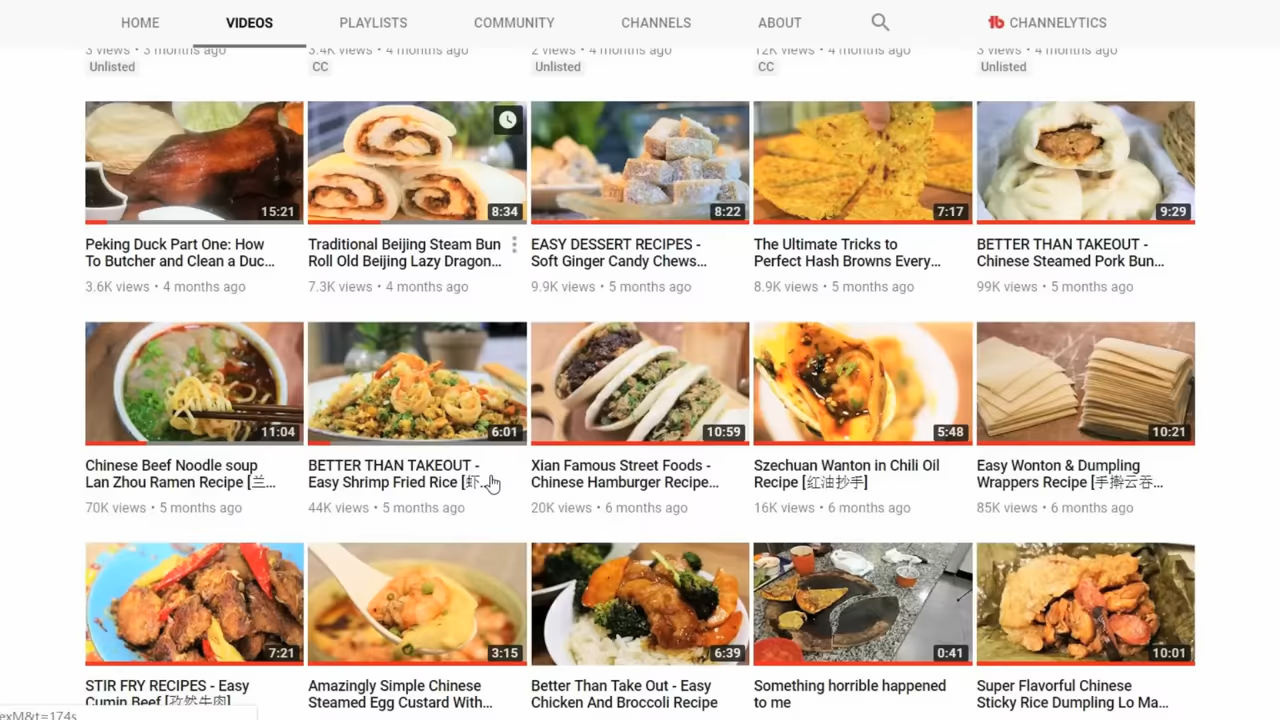 HOME VIDEOS PLAYLISTS COMMUNITY CHANNELS ABOUT CHANNELYTICS
3 views • 3 months ago
Unlisted
3.4K views • 4 months ago
CC
2 views • 4 months ago
Unlisted
12K views • 4 months ago
CC
3 views • 4 months ago
Unlisted
15:21
Peking Duck Part One: How
To Butcher and Clean a Duc...
3.6K views • 4 months ago
8:34
Traditional Beijing Steam Bun
Roll Old Beijing Lazy Dragon...
7.3K views • 4 months ago
8:22
EASY DESSERT RECIPES -
Soft Ginger Candy Chews...
9.9K views • 5 months ago
7:17
The Ultimate Tricks to
Perfect Hash Browns Every...
8.9K views • 5 months ago
9:29
BETTER THAN TAKEOUT -
Chinese Steamed Pork Bun...
99K views • 5 months ago
11:04
Chinese Beef Noodle soup
Lan Zhou Ramen Recipe [兰...
70K views • 5 months ago
6:01
BETTER THAN TAKEOUT -
Easy Shrimp Fried Rice [虾...
44K views • 5 months ago
10:59
Xian Famous Street Foods -
Chinese Hamburger Recipe...
20K views • 6 months ago
5:48
Szechuan Wanton in Chili Oil
Recipe [红油抄手]
16K views • 6 months ago
10:21
Easy Wonton & Dumpling
Wrappers Recipe [手擀云吞...
85K views • 6 months ago
7:21
STIR FRY RECIPES - Easy
Cumin Beef [孜然牛肉]
3:15
Amazingly Simple Chinese
Steamed Egg Custard With...
6:39
Better Than Take Out - Easy
Chicken And Broccoli Recipe
0:41
Something horrible happened
to me
10:01
Super Flavorful Chinese
Sticky Rice Dumpling Lo Ma...
exM&t=174s